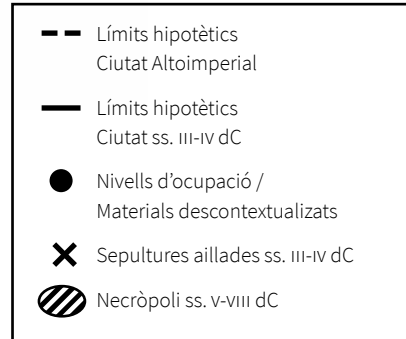 Límits hipotètics
Ciutat Altoimperial
Límits hipotètics
Ciutat ss. III-IV dC
Nivells d'ocupació /
Materials descontextualizats
Sepultures aillades ss. III-IV dC
Necròpoli ss. V-VIII dC